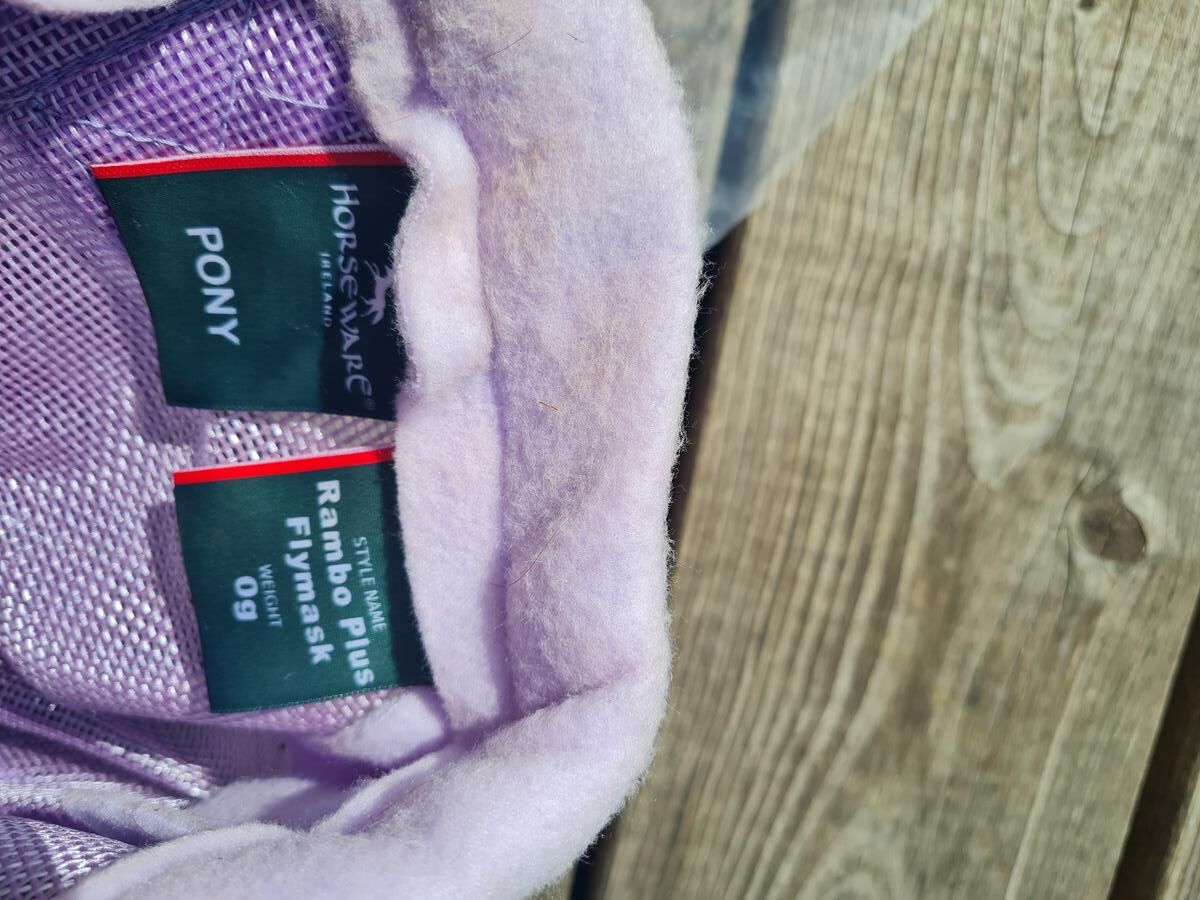 HORSEWARE®
IRELAND
PONY
STYLE NAME
Rambo Plus
Flymask
WEIGHT
0g